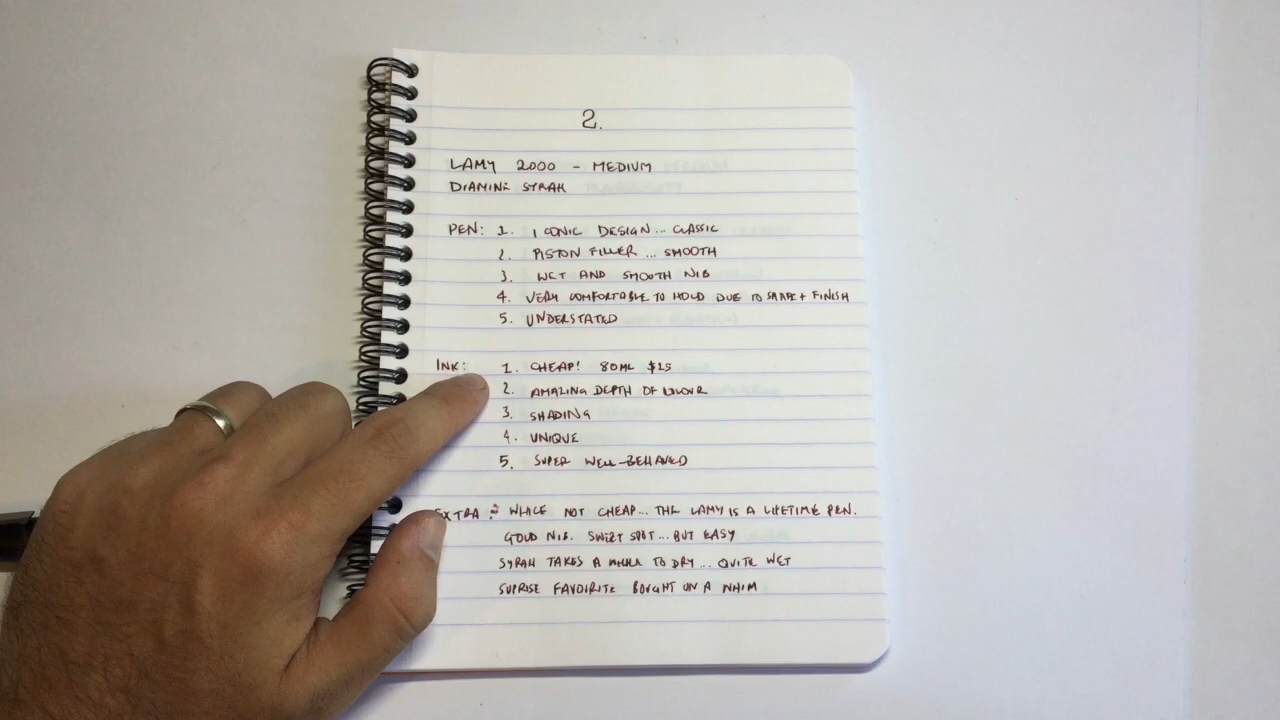 2.
LAMY 2000 - MEDIUM
DIAMINE SYRAH
PEN: 1. ICONIC DESIGN... CLASSIC
2. PISTON FILLER ... SMOOTH
3. WET AND SMOOTH NIB
4. VERY COMFORTABLE TO HOLD DUE TO SHAPE + FINISH
5. UNDERSTATED
INK: 1. CHEAP! 80ML $15
2. AMAZING DEPTH OF COLOUR
3. SHADING
4. UNIQUE
5. SUPER WELL-BEHAVED
EXTRA: WHILE NOT CHEAP... THE LAMY IS A LIFETIME PEN.
GOLD NIB. SWEET SPOT... BUT EASY
SYRAH TAKES A WHILE TO DRY... QUITE WET
SUPRISE FAVOURITE BOUGHT ON A WHIM